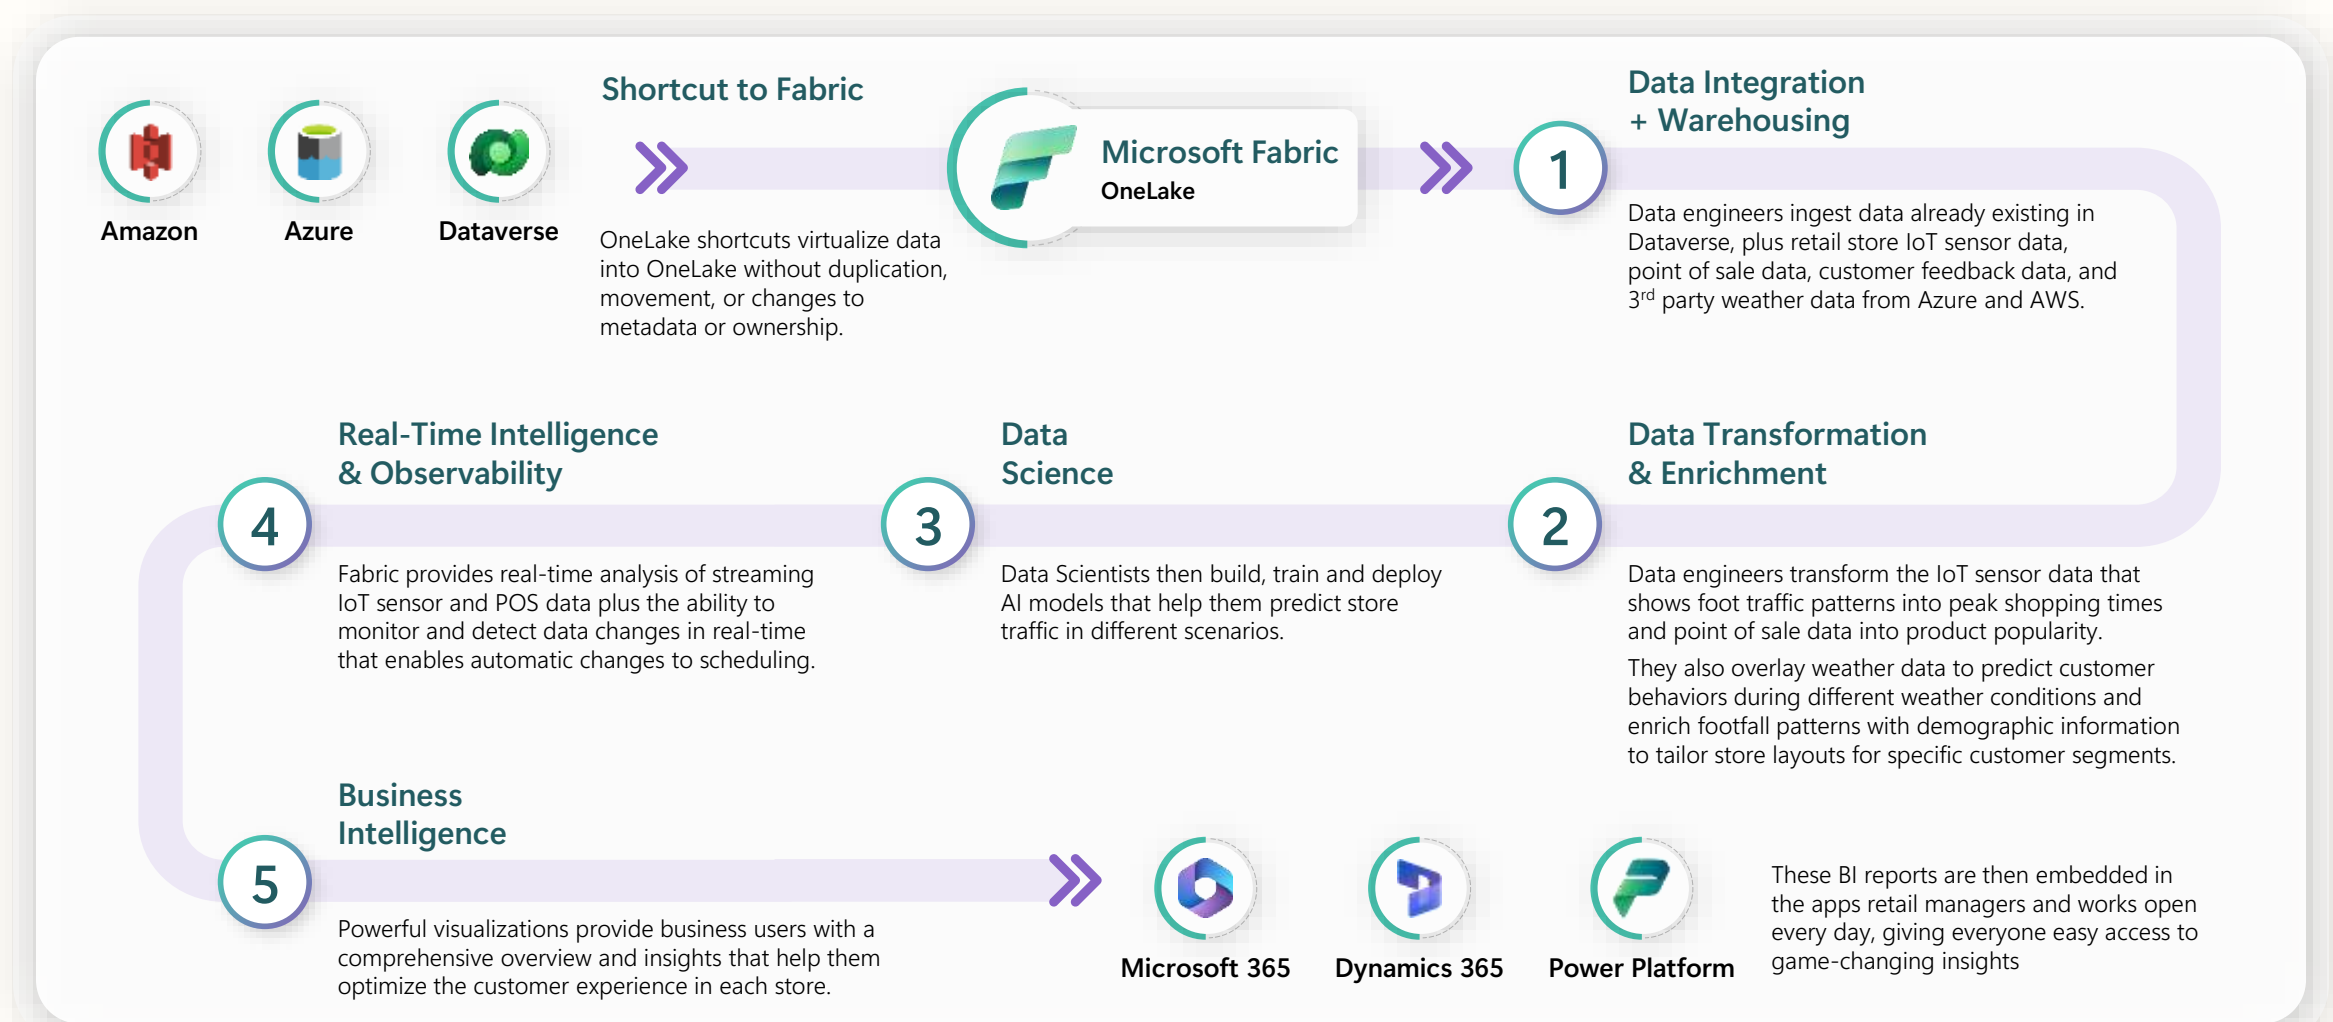 Amazon
Azure
Dataverse
Shortcut to Fabric
OneLake shortcuts virtualize data
into OneLake without duplication,
movement, or changes to
metadata or ownership.
Microsoft Fabric
OneLake
1
Data Integration
+ Warehousing
Data engineers ingest data already existing in
Dataverse, plus retail store IoT sensor data,
point of sale data, customer feedback data, and
3rd party weather data from Azure and AWS.
2
Data Transformation
& Enrichment
Data engineers transform the IoT sensor data that
shows foot traffic patterns into peak shopping times
and point of sale data into product popularity.
They also overlay weather data to predict customer
behaviors during different weather conditions and
enrich footfall patterns with demographic information
to tailor store layouts for specific customer segments.
3
Data
Science
Data Scientists then build, train and deploy
AI models that help them predict store
traffic in different scenarios.
4
Real-Time Intelligence
& Observability
Fabric provides real-time analysis of streaming
IoT sensor and POS data plus the ability to
monitor and detect data changes in real-time
that enables automatic changes to scheduling.
5
Business
Intelligence
Powerful visualizations provide business users with a
comprehensive overview and insights that help them
optimize the customer experience in each store.
Microsoft 365
Dynamics 365
Power Platform
These BI reports are then embedded in
the apps retail managers and works open
every day, giving everyone easy access to
game-changing insights